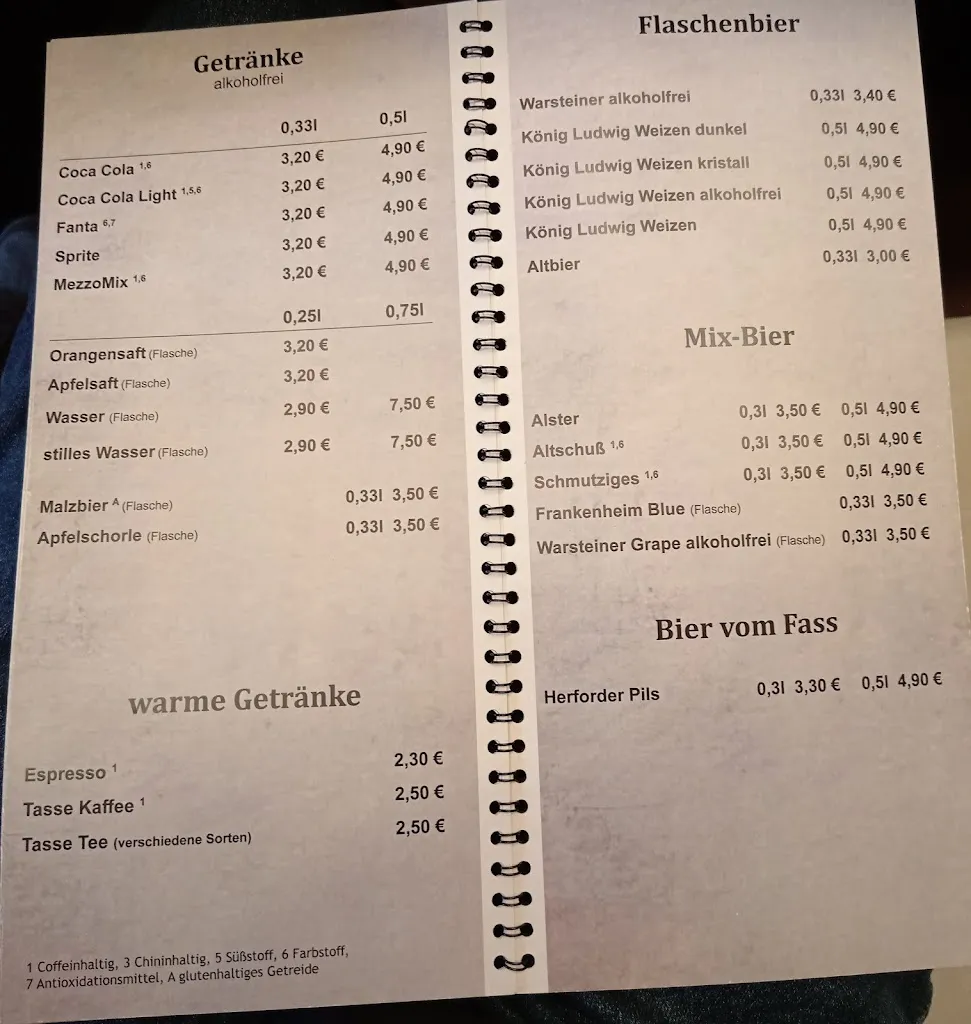 Getränke
alkoholfrei
0,33l 0,5l
Coca Cola 1,6 3,20 € 4,90 €
Coca Cola Light 1,5,6 3,20 € 4,90 €
Fanta 6,7 3,20 € 4,90 €
Sprite 3,20 € 4,90 €
MezzoMix 1,6 3,20 € 4,90 €
0,25l 0,75l
Orangensaft (Flasche) 3,20 €
Apfelsaft (Flasche) 3,20 €
Wasser (Flasche) 2,90 € 7,50 €
stilles Wasser (Flasche) 2,90 € 7,50 €
Malzbier A (Flasche) 0,33l 3,50 €
Apfelschorle (Flasche) 0,33l 3,50 €
warme Getränke
Espresso 1 2,30 €
Tasse Kaffee 1 2,50 €
Tasse Tee (verschiedene Sorten) 2,50 €
1 Coffeinhaltig, 3 Chininhaltig, 5 Süßstoff, 6 Farbstoff,
7 Antioxidationsmittel, A glutenhaltiges Getreide
Flaschenbier
Warsteiner alkoholfrei 0,33l 3,40 €
König Ludwig Weizen dunkel 0,5l 4,90 €
König Ludwig Weizen kristall 0,5l 4,90 €
König Ludwig Weizen alkoholfrei 0,5l 4,90 €
König Ludwig Weizen 0,5l 4,90 €
Altbier 0,33l 3,00 €
Mix-Bier
Alster 0,3l 3,50 € 0,5l 4,90 €
Altschuß 1,6 0,3l 3,50 € 0,5l 4,90 €
Schmutziges 1,6 0,3l 3,50 € 0,5l 4,90 €
Frankenheim Blue (Flasche) 0,33l 3,50 €
Warsteiner Grape alkoholfrei (Flasche) 0,33l 3,50 €
Bier vom Fass
Herforder Pils 0,3l 3,30 € 0,5l 4,90 €